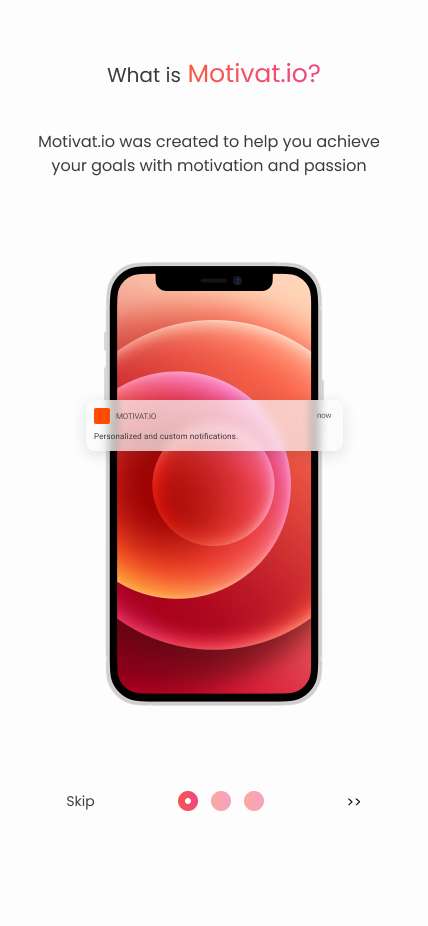 What is Motivat.io?
Motivat.io was created to help you achieve
your goals with motivation and passion
MOTIVAT.IO now
Personalized and custom notifications.
Skip >>